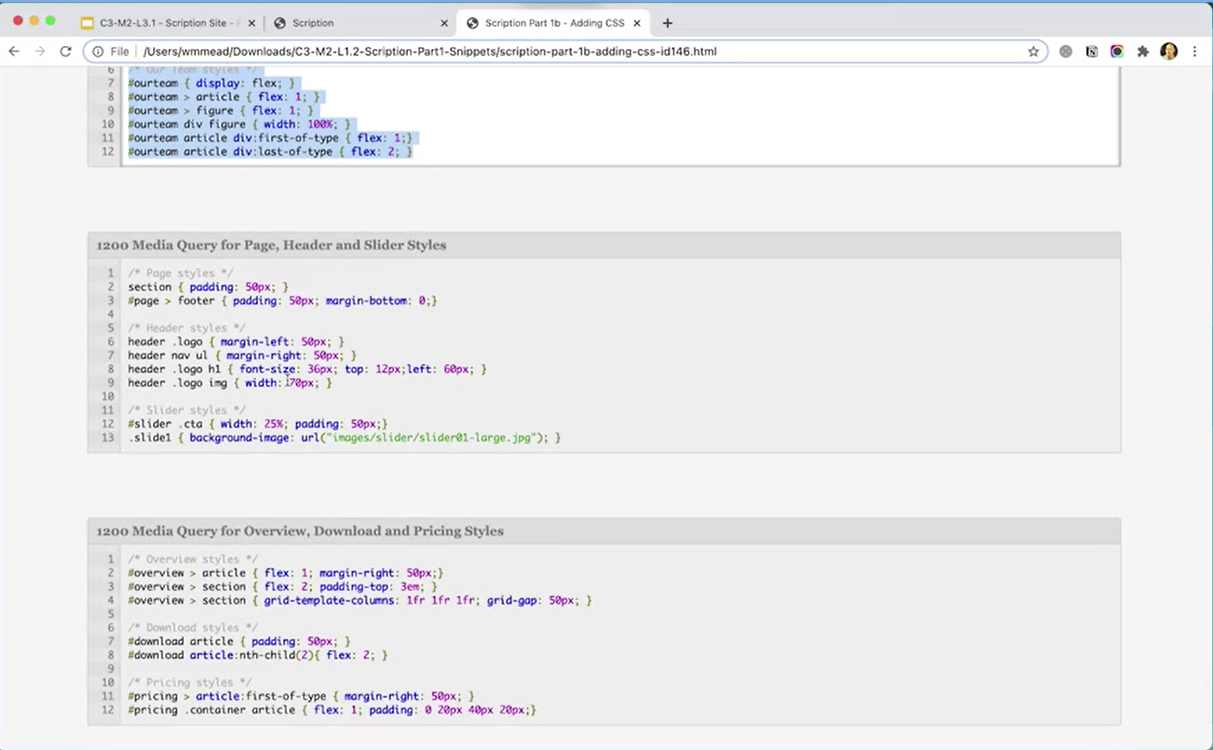 C3-M2-L3.1 - Scription Site -
Scription
Scription Part 1b - Adding CSS
File
/Users/wmmead/Downloads/C3-M2-L1.2-Scription-Part1-Snippets/scription-part-1b-adding-css-id146.html
6 /* Our Team styles */
7 #ourteam { display: flex; }
8 #ourteam > article { flex: 1; }
9 #ourteam > figure { flex: 1; }
10 #ourteam div figure { width: 100%; }
11 #ourteam article div:first-of-type { flex: 1;}
12 #ourteam article div:last-of-type { flex: 2; }
1200 Media Query for Page, Header and Slider Styles
1 /* Page styles */
2 section { padding: 50px; }
3 #page > footer { padding: 50px; margin-bottom: 0;}
4
5 /* Header styles */
6 header .logo { margin-left: 50px; }
7 header nav ul { margin-right: 50px; }
8 header .logo h1 { font-size: 36px; top: 12px;left: 60px; }
9 header .logo img { width: 70px; }
10
11 /* Slider styles */
12 #slider .cta { width: 25%; padding: 50px;}
13 .slide1 { background-image: url("images/slider/slider01-large.jpg"); }
1200 Media Query for Overview, Download and Pricing Styles
1 /* Overview styles */
2 #overview > article { flex: 1; margin-right: 50px;}
3 #overview > section { flex: 2; padding-top: 3em; }
4 #overview > section { grid-template-columns: 1fr 1fr 1fr; grid-gap: 50px; }
5
6 /* Download styles */
7 #download article { padding: 50px; }
8 #download article:nth-child(2){ flex: 2; }
9
10 /* Pricing styles */
11 #pricing > article:first-of-type { margin-right: 50px; }
12 #pricing .container article { flex: 1; padding: 0 20px 40px 20px;}